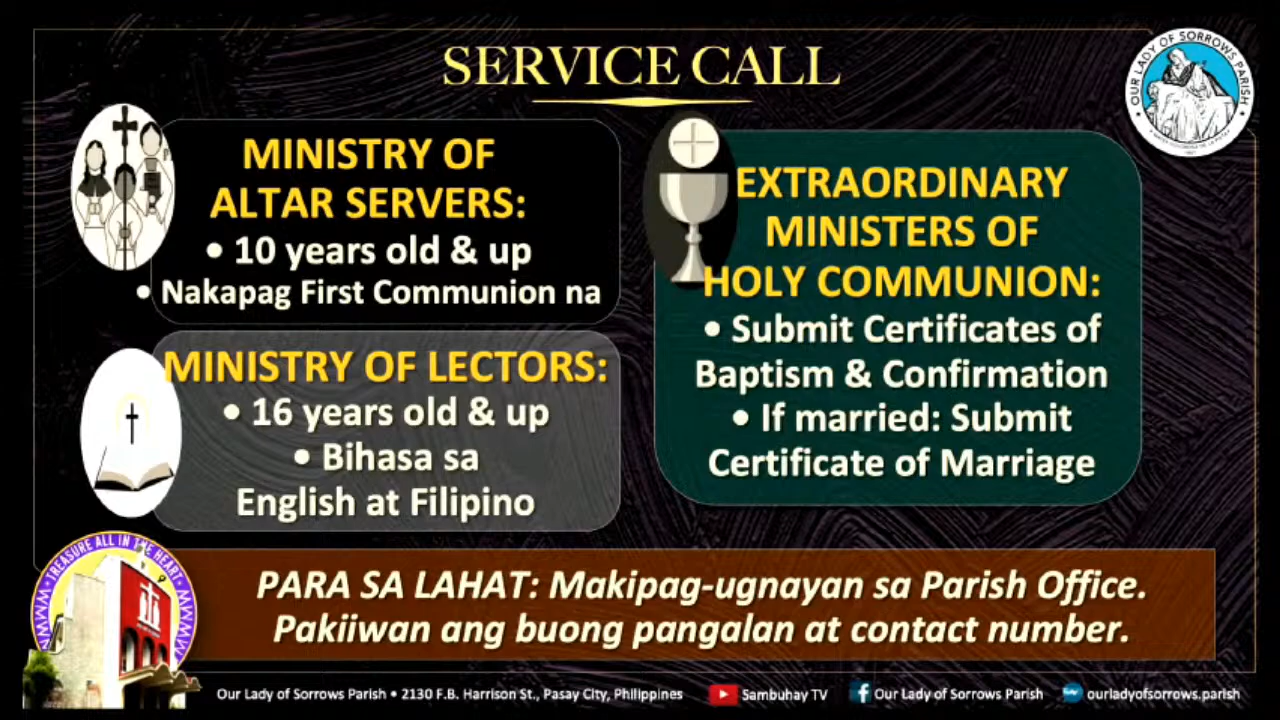 SERVICE CALL
OUR LADY OF SORROWS PARISH
MINISTRY OF
ALTAR SERVERS:
• 10 years old & up
• Nakapag First Communion na
MINISTRY OF LECTORS:
• 16 years old & up
• Bihasa sa
English at Filipino
EXTRAORDINARY
MINISTERS OF
HOLY COMMUNION:
• Submit Certificates of
Baptism & Confirmation
• If married: Submit
Certificate of Marriage
TREASURE ALL IN THE HEART
PARA SA LAHAT: Makipag-ugnayan sa Parish Office.
Pakiiwan ang buong pangalan at contact number.
Our Lady of Sorrows Parish • 2130 F.B. Harrison St., Pasay City, Philippines
Sambuhay TV
Our Lady of Sorrows Parish
ourladyofsorrows.parish